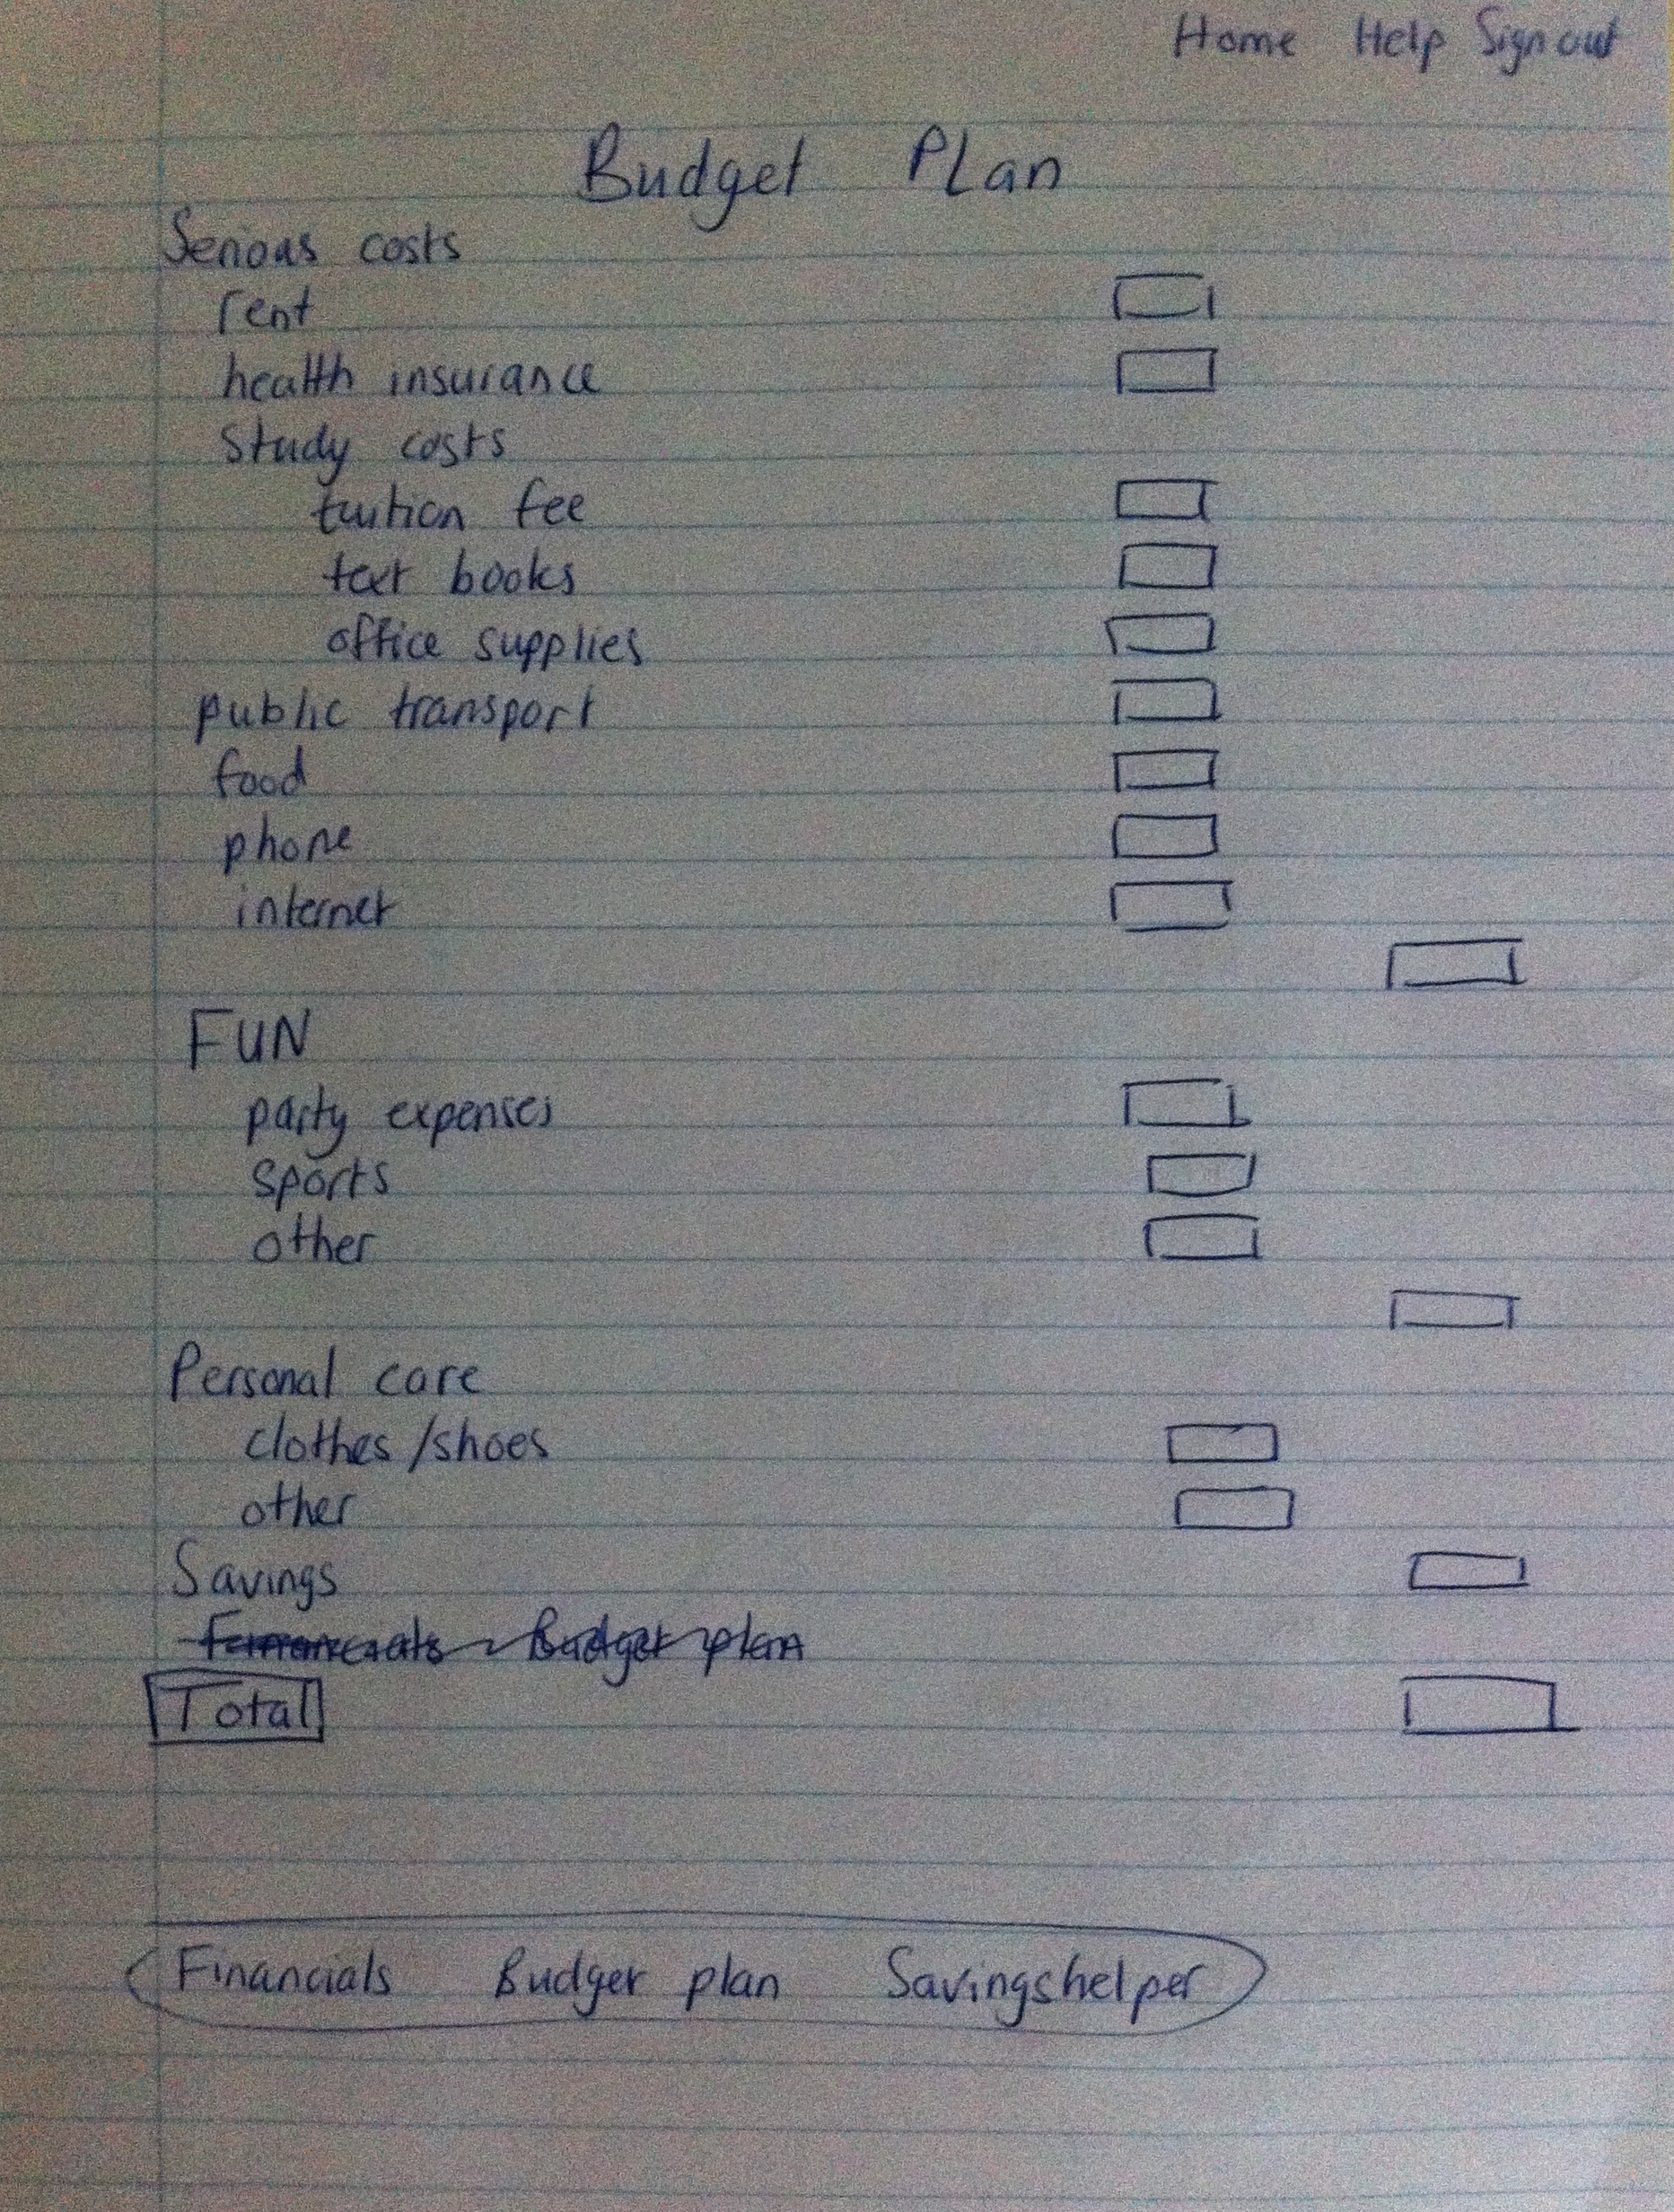 Home Help Sign out
Budget PLan
Serious costs
rent
health insurance
study costs
tuition fee
text books
office supplies
public transport
food
phone
internet
FUN
party expenses
sports
other
Personal care
clothes/shoes
other
Savings
Financials Budget plan
Total
Financials Budget plan Savingshelper